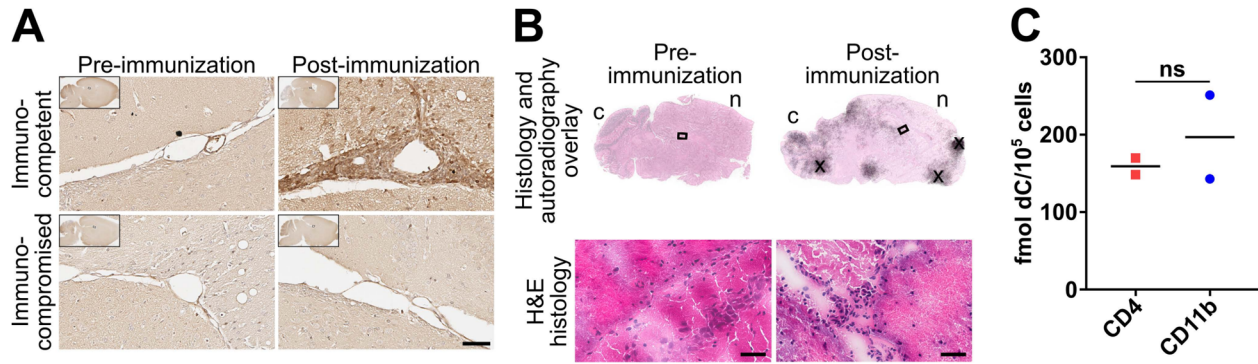 A
Pre-immunization
Post-immunization
Immuno-
competent
Immuno-
compromised
B
Pre-
immunization
Post-
immunization
Histology and
autoradiography
overlay
c
n
c
n
x
x
x
H&E
histology
C
fmol dC/10⁵ cells
300
200
100
0
ns
CD4
CD11b